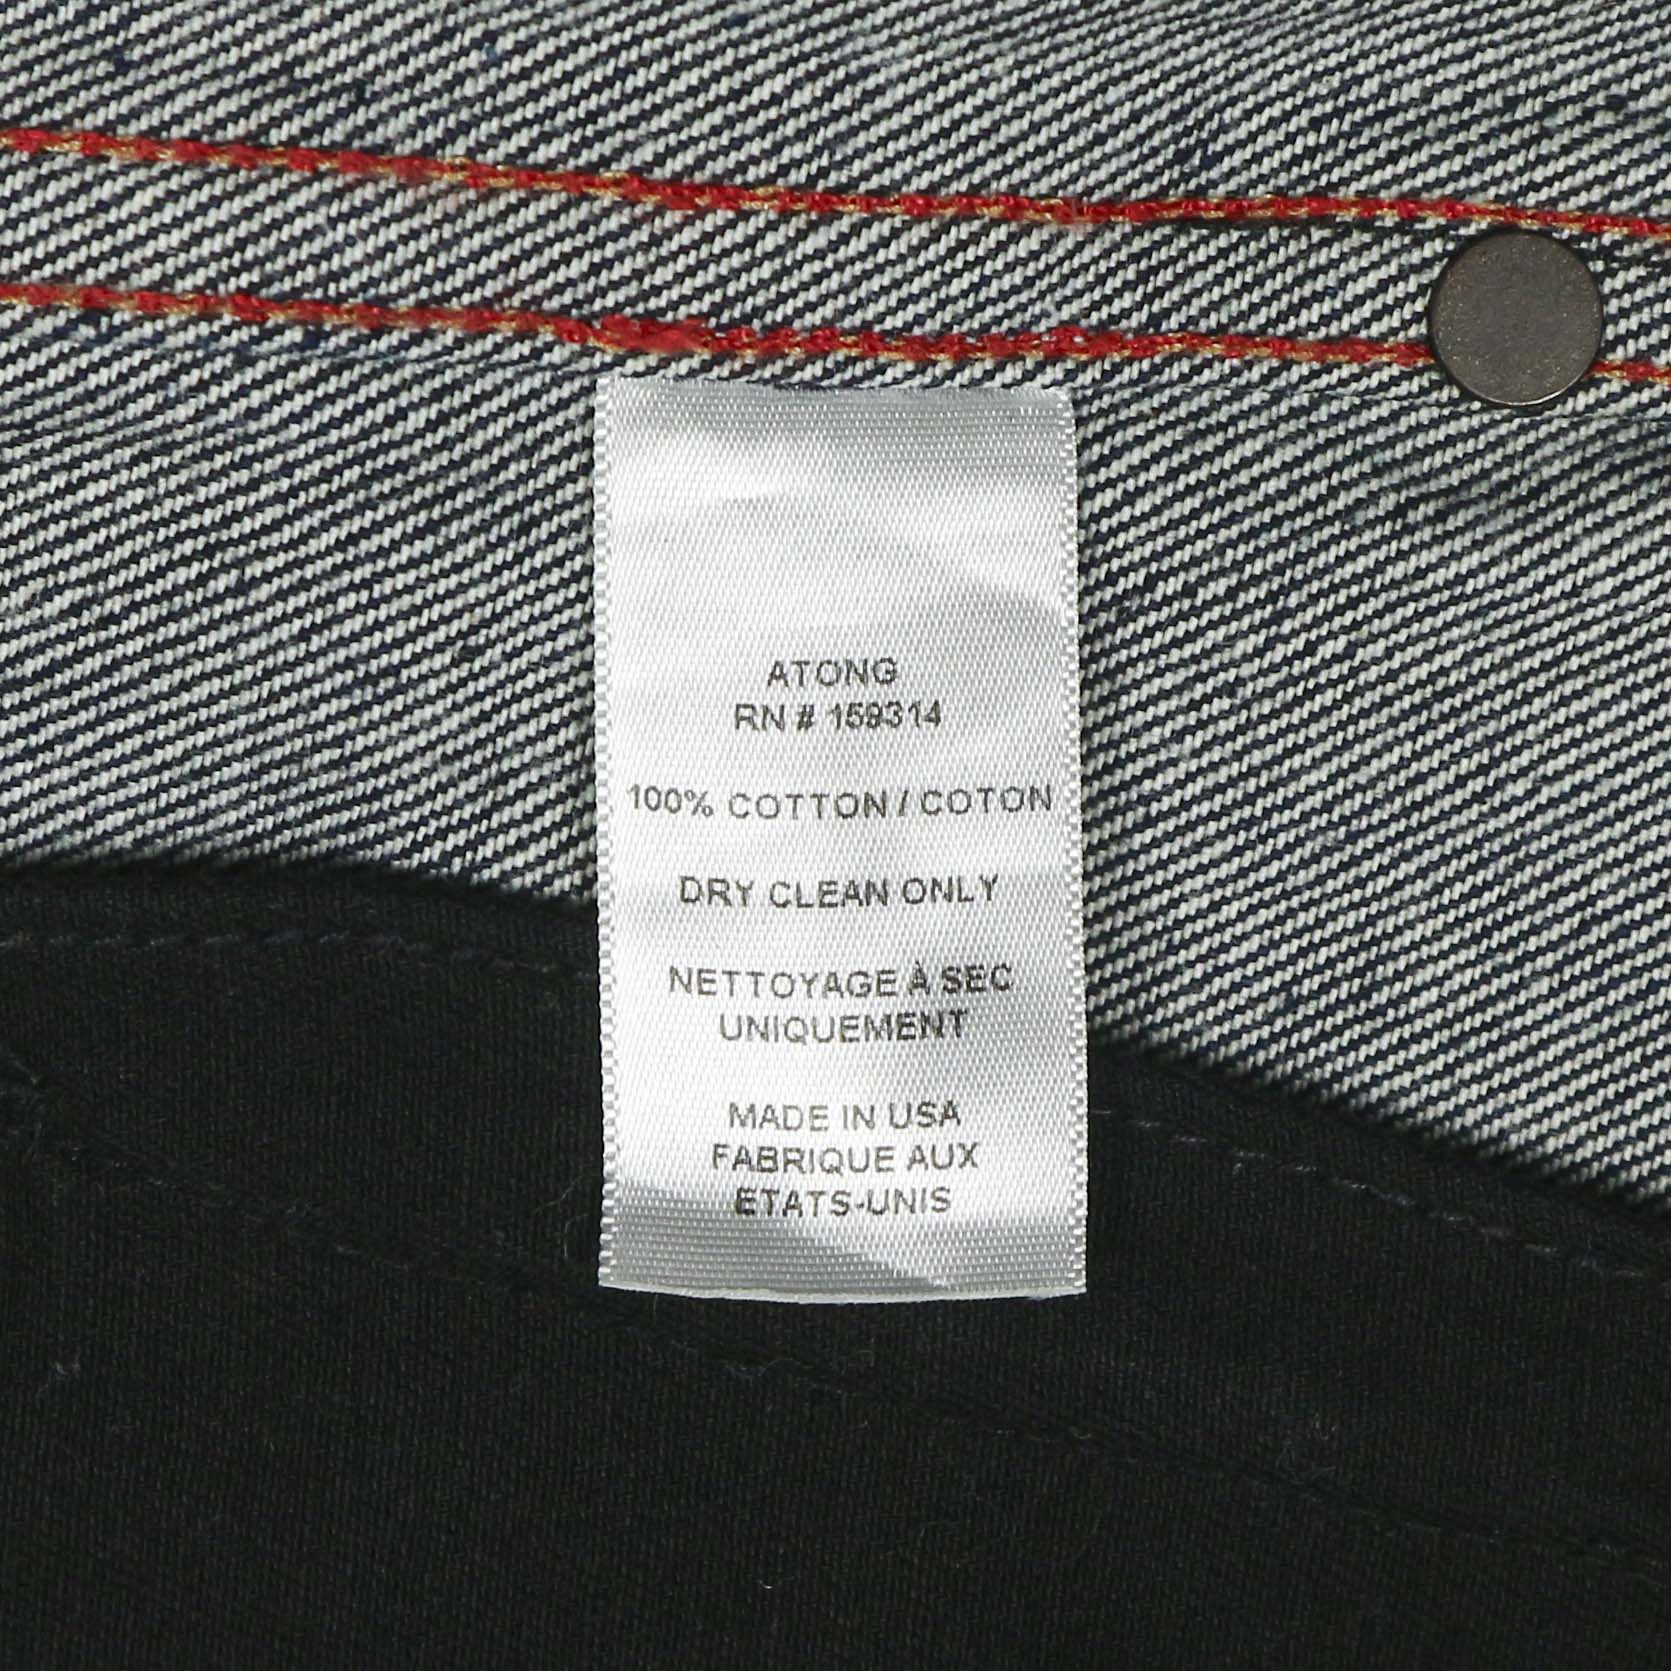 ATONG
RN # 159314
100% COTTON / COTON
DRY CLEAN ONLY
NETTOYAGE À SEC
UNIQUEMENT
MADE IN USA
FABRIQUE AUX
ETATS-UNIS